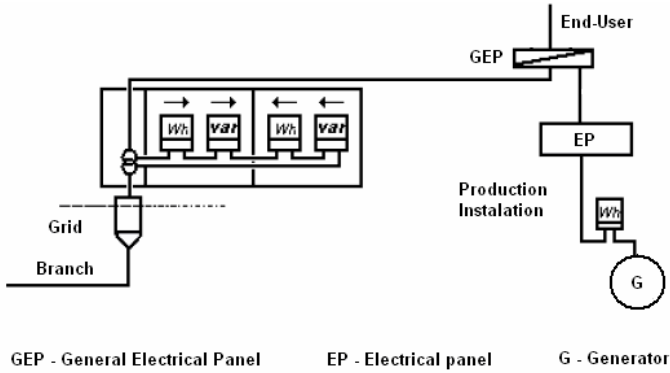 End-User
GEP
Wh var Wh var
EP
Production
Instalation
Wh
Grid
Branch
G
GEP - General Electrical Panel EP - Electrical panel G - Generator